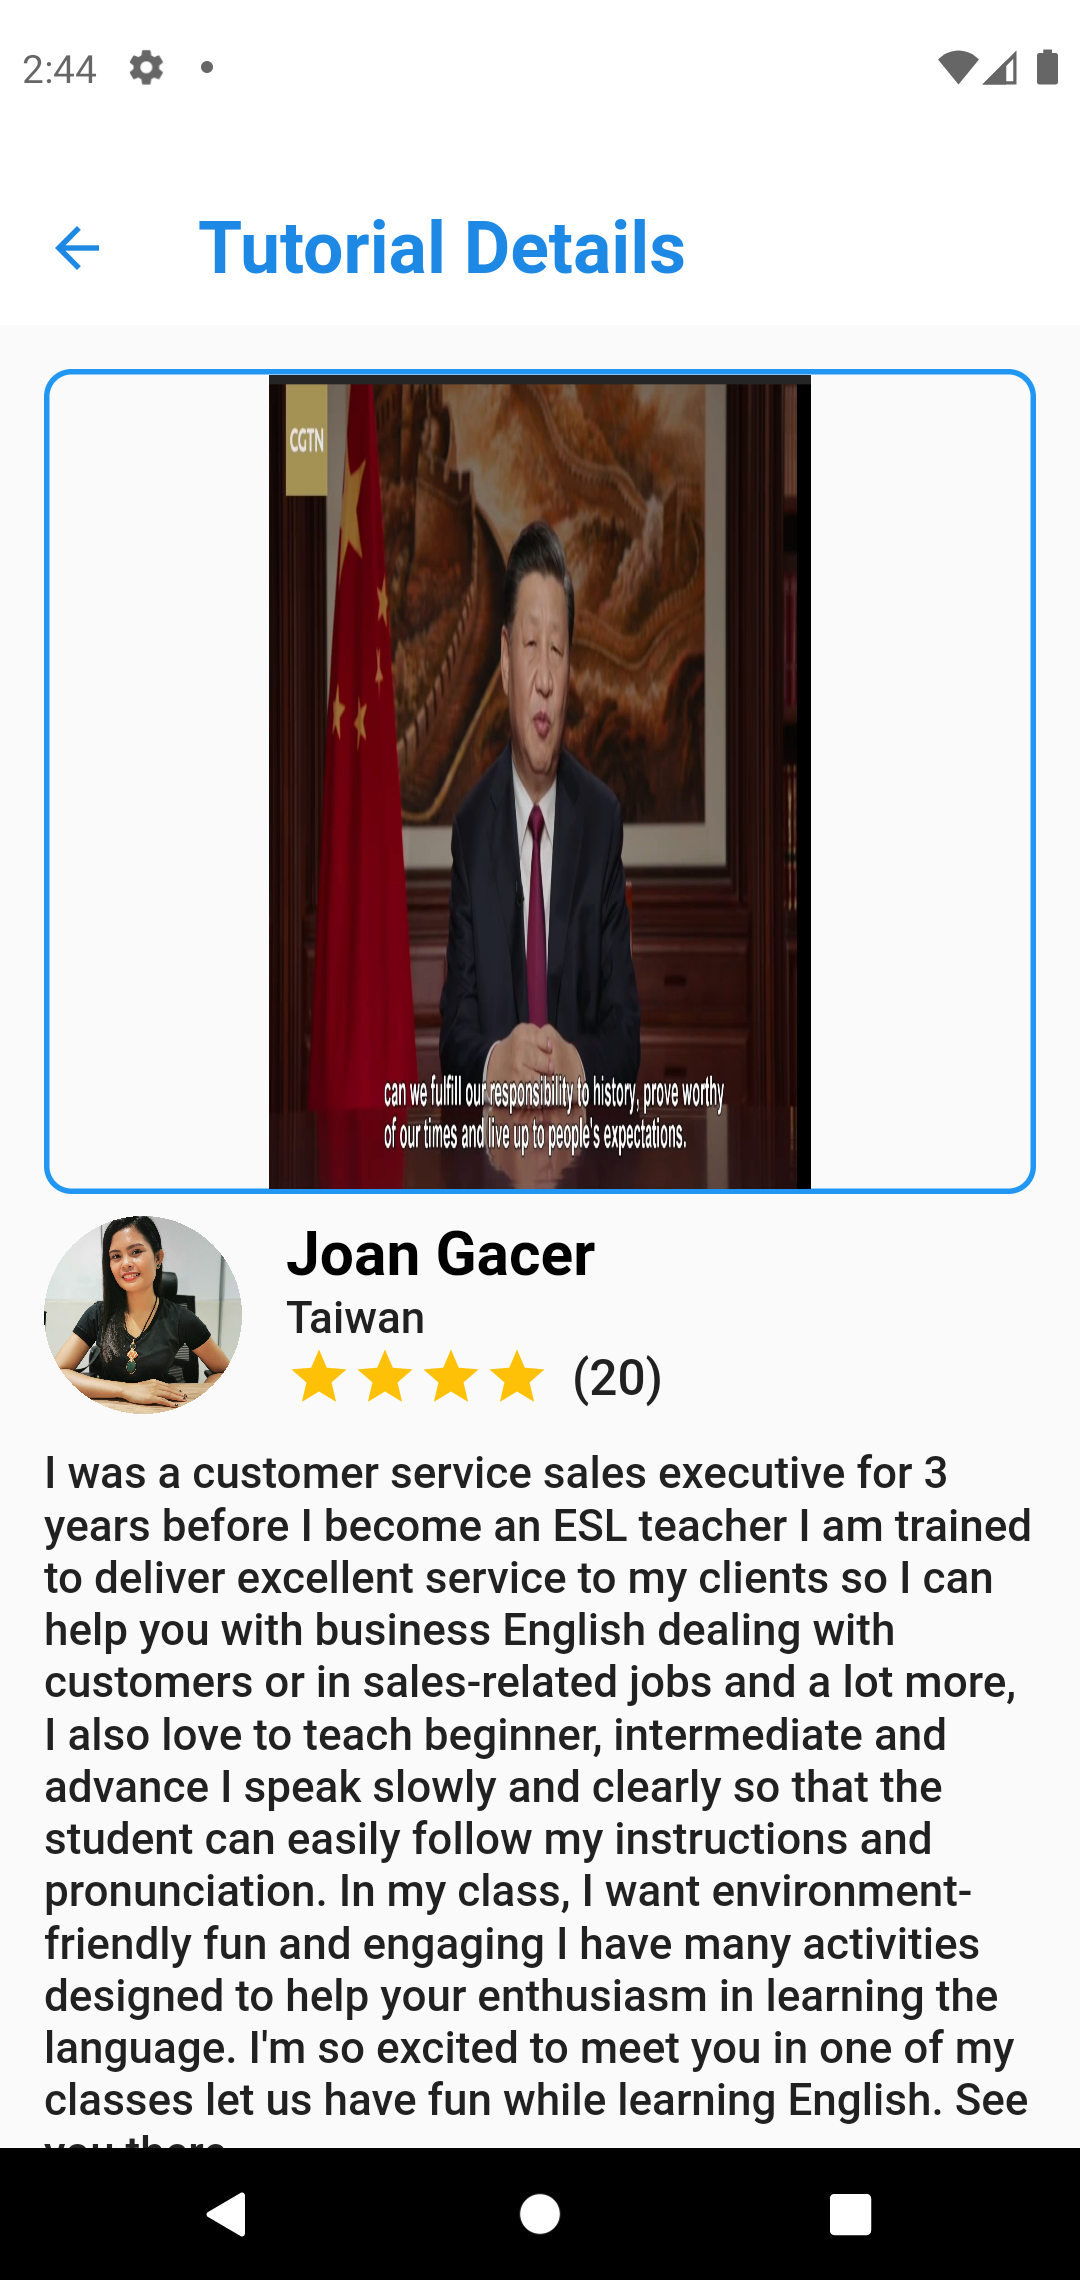 2:44
Tutorial Details
CGTN
can we fulfill our responsibility to history, prove worthy
of our times and live up to people's expectations.
Joan Gacer
Taiwan
(20)
I was a customer service sales executive for 3
years before I become an ESL teacher I am trained
to deliver excellent service to my clients so I can
help you with business English dealing with
customers or in sales-related jobs and a lot more,
I also love to teach beginner, intermediate and
advance I speak slowly and clearly so that the
student can easily follow my instructions and
pronunciation. In my class, I want environment-
friendly fun and engaging I have many activities
designed to help your enthusiasm in learning the
language. I'm so excited to meet you in one of my
classes let us have fun while learning English. See
you there